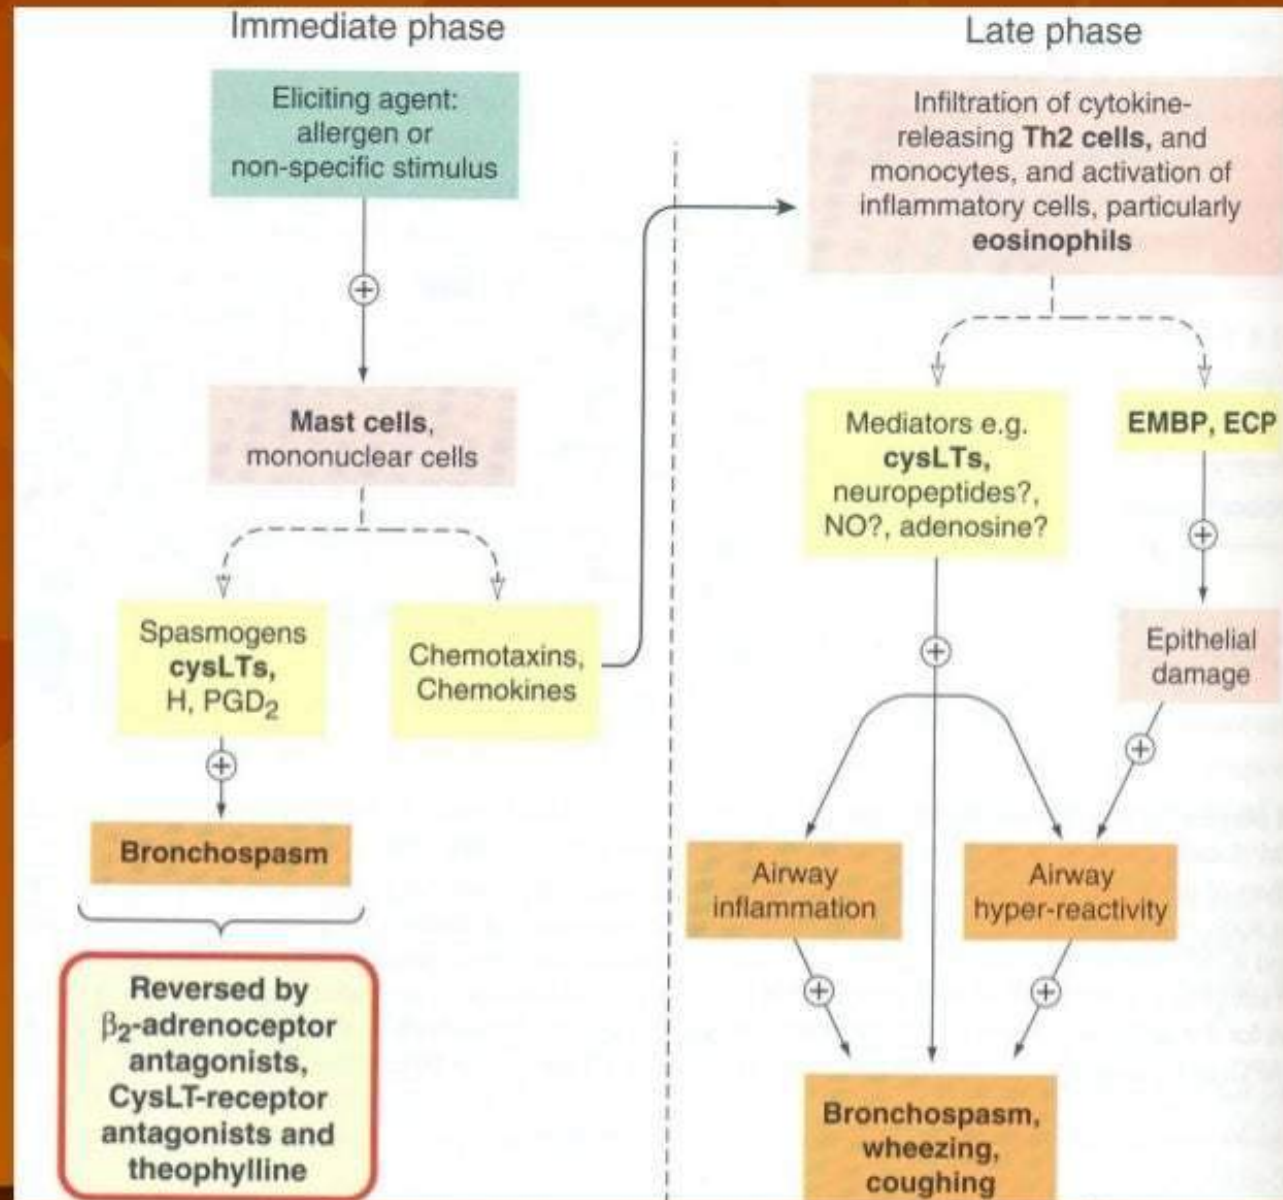 Immediate phase
Eliciting agent:
allergen or
non-specific stimulus
+
Mast cells,
mononuclear cells
Spasmogens
cysLTs,
H, PGD2
Chemotaxins,
Chemokines
+
Bronchospasm
Reversed by
β2-adrenoceptor
antagonists,
CysLT-receptor
antagonists and
theophylline
Late phase
Infiltration of cytokine-
releasing Th2 cells, and
monocytes, and activation of
inflammatory cells, particularly
eosinophils
Mediators e.g.
cysLTs,
neuropeptides?,
NO?, adenosine?
EMBP, ECP
+
Epithelial
damage
+
+
Airway
inflammation
Airway
hyper-reactivity
+
+
Bronchospasm,
wheezing,
coughing